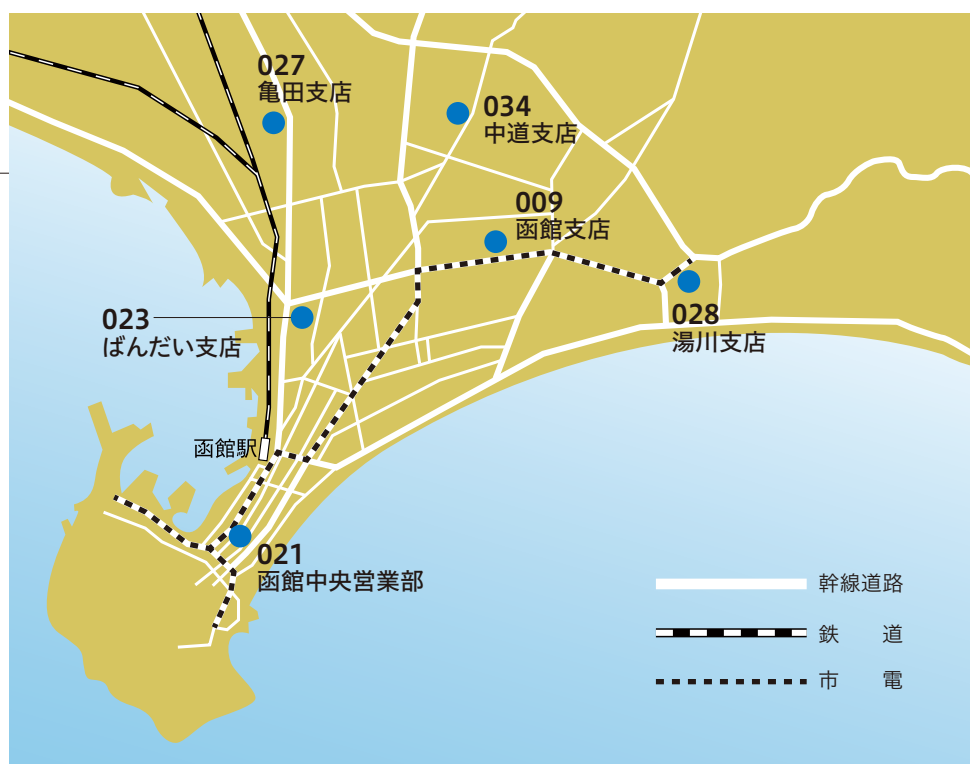 027
亀田支店
034
中道支店
009
函館支店
023
ばんだい支店
028
湯川支店
函館駅
021
函館中央営業部
幹線道路
鉄　道
市　電